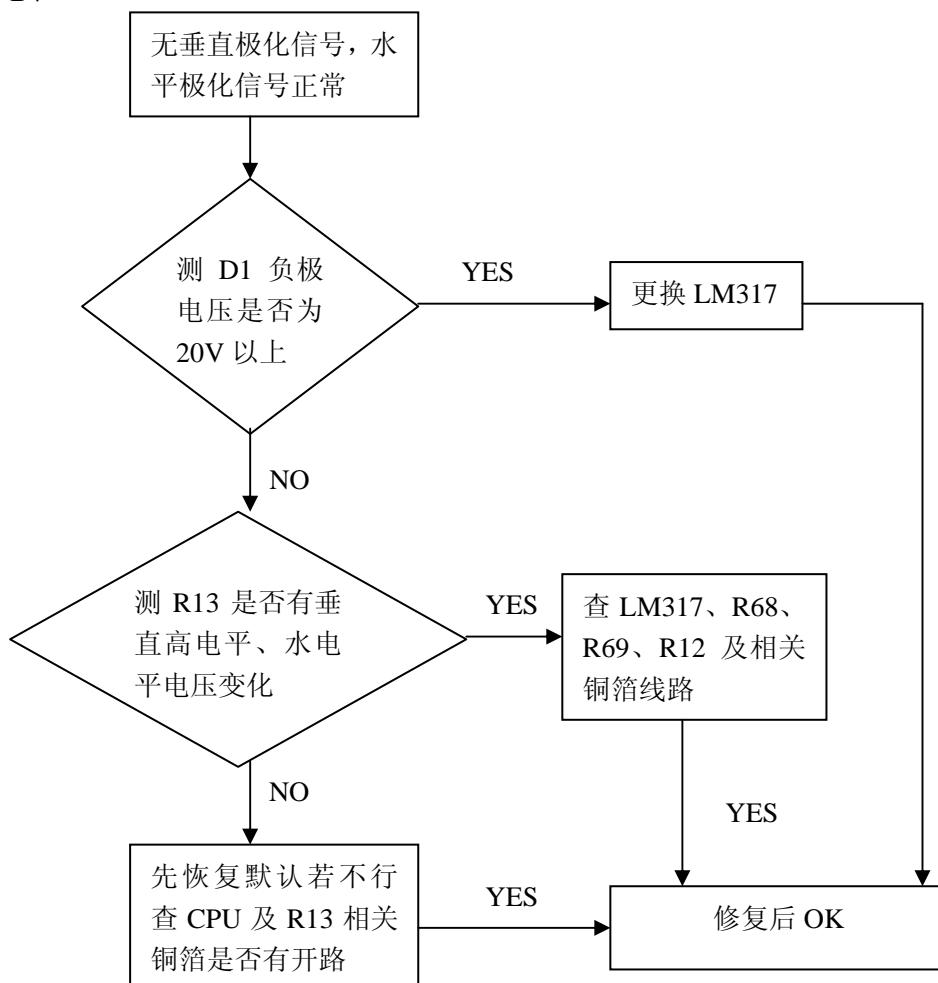 无垂直极化信号，水
平极化信号正常
测 D1 负极
电压是否为
20V 以上
YES
更换 LM317
NO
测 R13 是否有垂
直高电平、水电
平电压变化
YES
查 LM317、R68、
R69、R12 及相关
铜箔线路
NO
YES
先恢复默认若不行
查 CPU 及 R13 相关
铜箔是否有开路
YES
修复后 OK